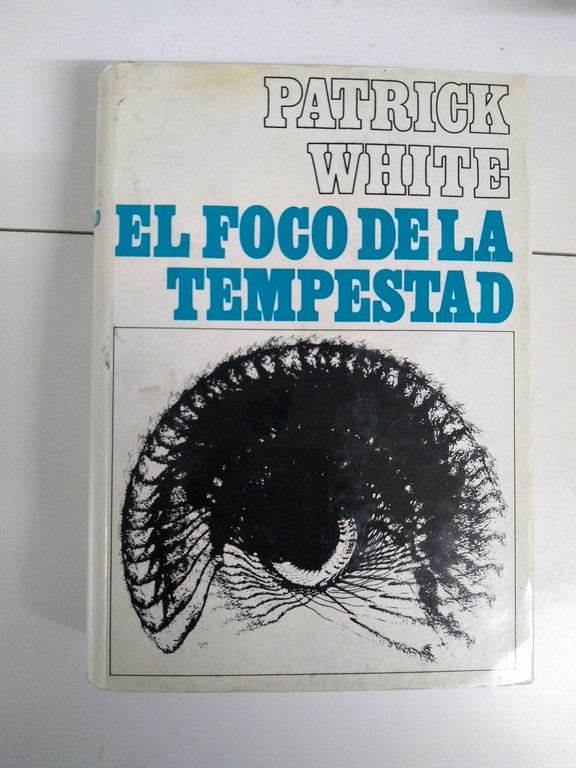 PATRICK
WHITE
EL FOCO DE LA
TEMPESTAD